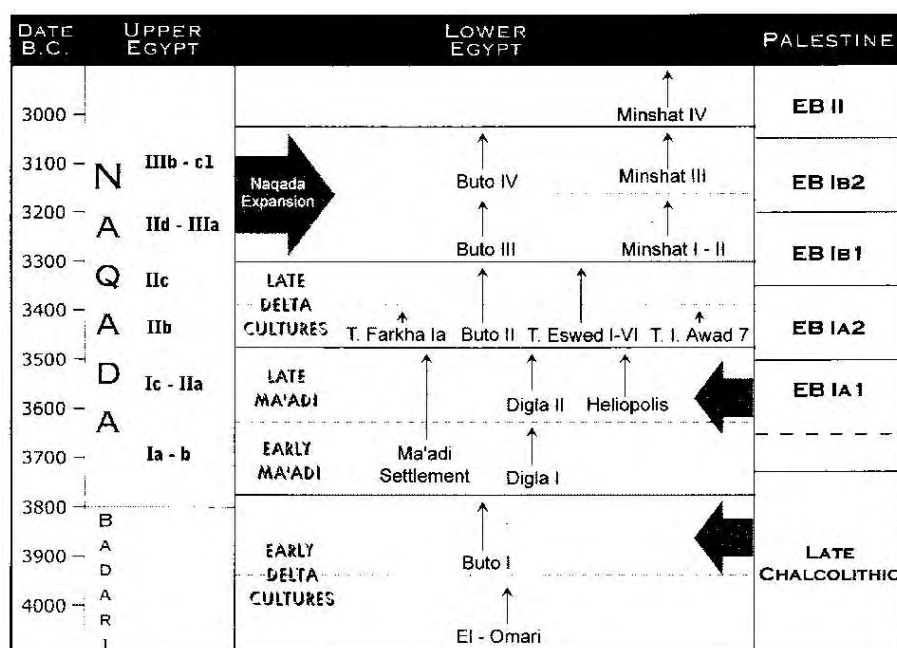 DATE B.C.
UPPER EGYPT
LOWER EGYPT
PALESTINE
3000
3100
3200
3300
3400
3500
3600
3700
3800
3900
4000
NAQADA
BADARI
IIIb - c1
IId - IIIa
IIc
IIb
Ic - IIa
Ia - b
Naqada
Expansion
Minshat IV
Buto IV
Minshat III
Buto III
Minshat I - II
LATE
DELTA
CULTURES
T. Farkha Ia
Buto II
T. Eswed I-VI
T. I. Awad 7
LATE
MA'ADI
Digla II
Heliopolis
EARLY
MA'ADI
Ma'adi
Settlement
Digla I
EARLY
DELTA
CULTURES
Buto I
El - Omari
EB II
EB IB2
EB IB1
EB IA2
EB IA1
LATE
CHALCOLITHIC